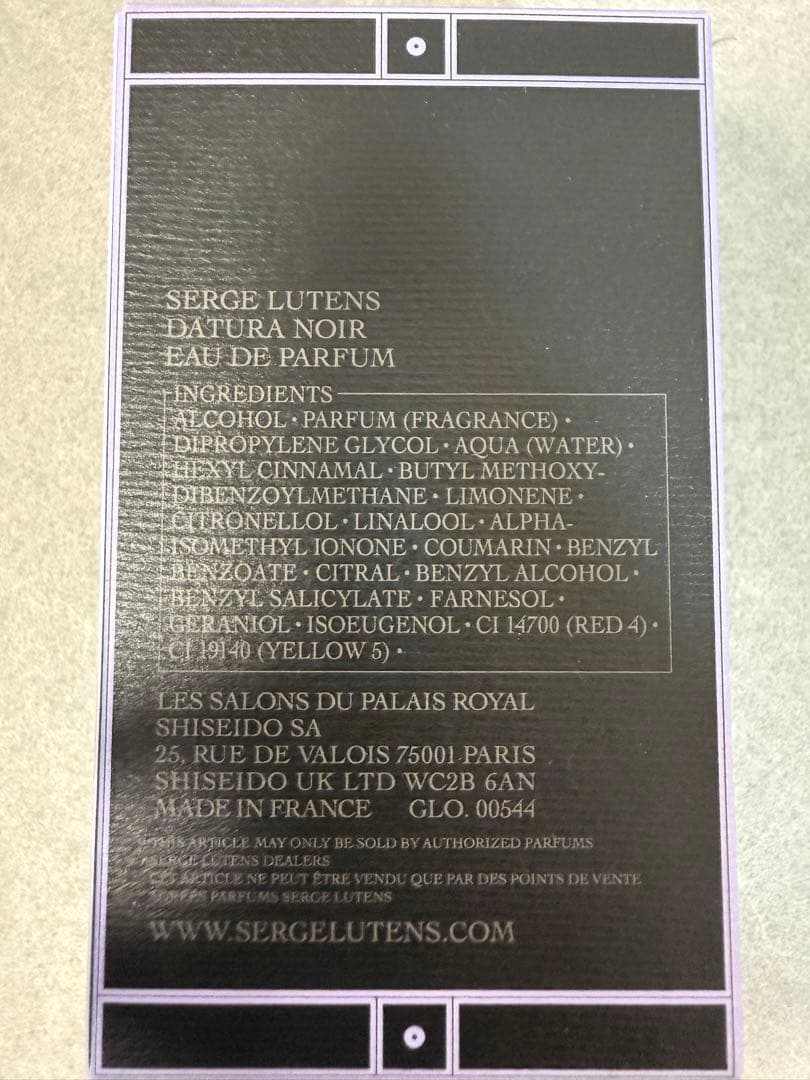 SERGE LUTENS
DATURA NOIR
EAU DE PARFUM
INGREDIENTS
ALCOHOL • PARFUM (FRAGRANCE) •
DIPROPYLENE GLYCOL • AQUA (WATER) •
HEXYL CINNAMAL • BUTYL METHOXY-
DIBENZOYLMETHANE • LIMONENE •
CITRONELLOL • LINALOOL • ALPHA-
ISOMETHYL IONONE • COUMARIN • BENZYL
BENZOATE • CITRAL • BENZYL ALCOHOL •
BENZYL SALICYLATE • FARNESOL •
GERANIOL • ISOEUGENOL • CI 14700 (RED 4) •
CI 19140 (YELLOW 5) •
LES SALONS DU PALAIS ROYAL
SHISEIDO SA
25, RUE DE VALOIS 75001 PARIS
SHISEIDO UK LTD WC2B 6AN
MADE IN FRANCE GLO. 00544
THIS ARTICLE MAY ONLY BE SOLD BY AUTHORIZED PARFUMS
SERGE LUTENS DEALERS
CET ARTICLE NE PEUT ÊTRE VENDU QUE PAR DES POINTS DE VENTE
AGRÉÉS PARFUMS SERGE LUTENS
WWW.SERGELUTENS.COM